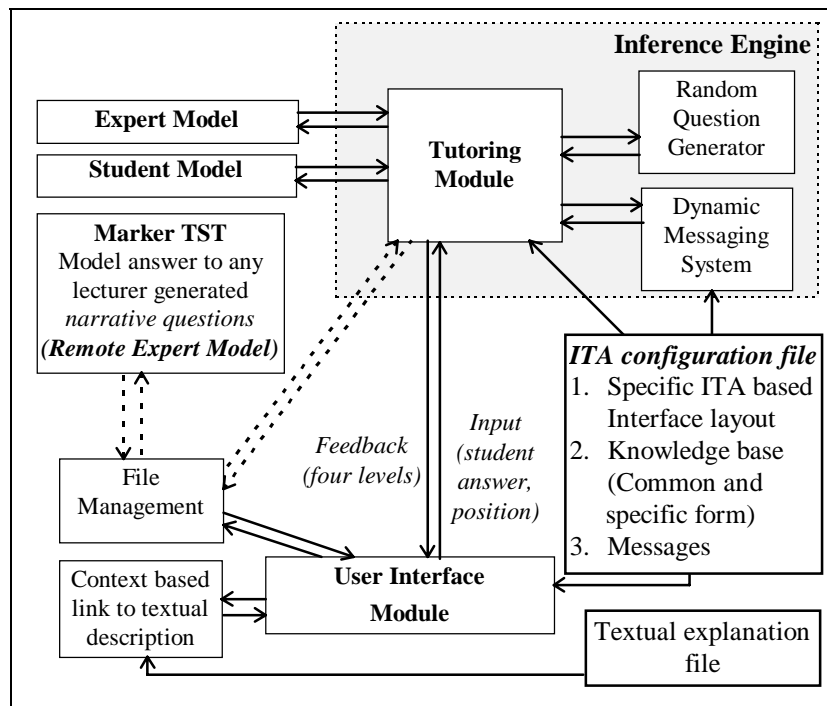 Inference Engine
Expert Model
Student Model
Tutoring
Module
Random
Question
Generator
Dynamic
Messaging
System
Marker TST
Model answer to any
lecturer generated
narrative questions
(Remote Expert Model)
File
Management
Feedback
(four levels)
Input
(student
answer,
position)
ITA configuration file
1. Specific ITA based
Interface layout
2. Knowledge base
(Common and
specific form)
3. Messages
Context based
link to textual
description
User Interface
Module
Textual explanation
file